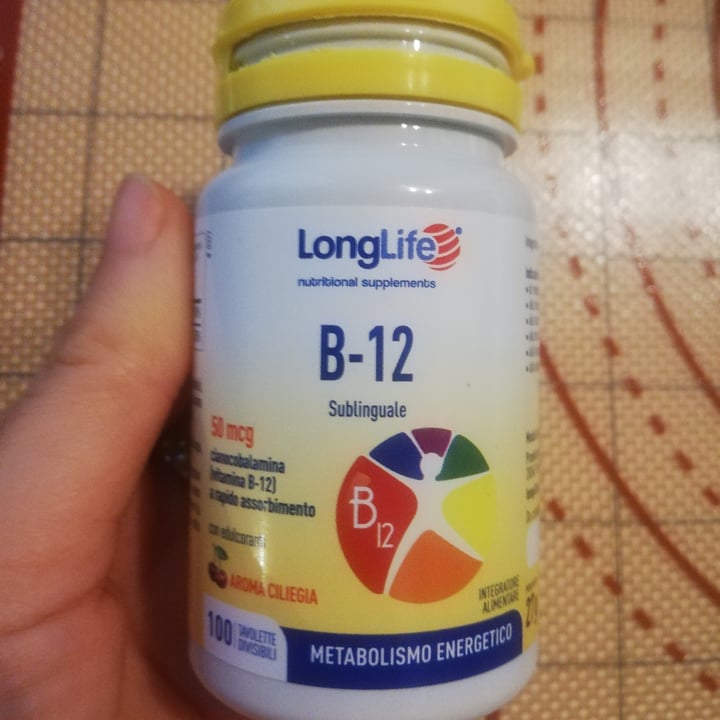 LongLife®
nutritional supplements
B-12
Sublinguale
50 mcg
cianocobalamina
(vitamina B-12)
a rapido assorbimento
con edulcoranti
B12
AROMA CILIEGIA
INTEGRATORE
ALIMENTARE
100 TAVOLETTE
DIVISIBILI
METABOLISMO ENERGETICO